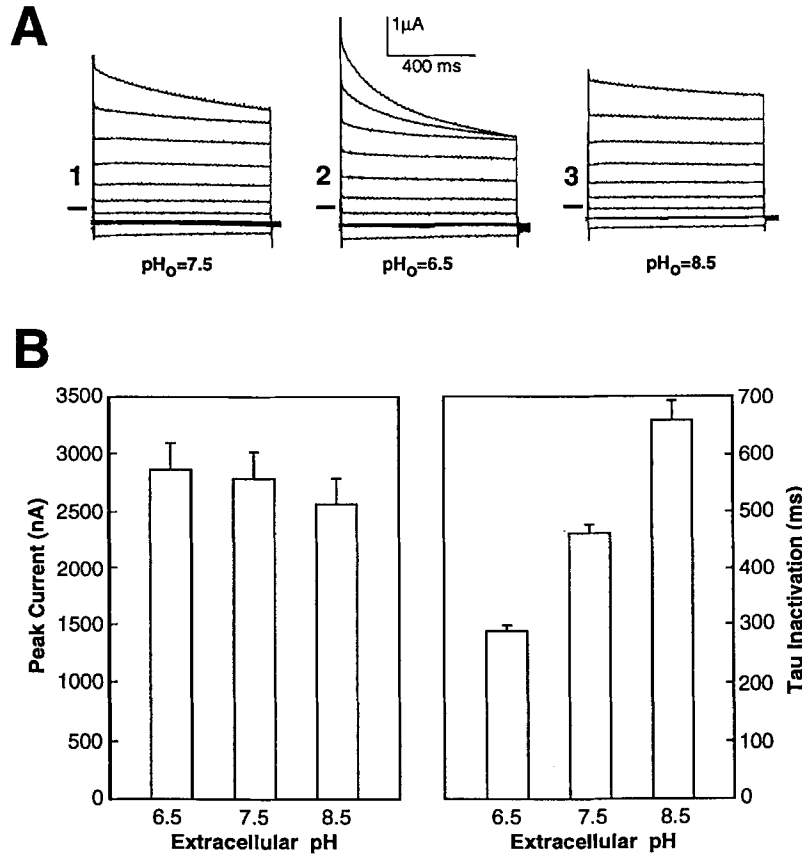 A
1μA
400 ms
1
2
3
pHo=7.5
pHo=6.5
pHo=8.5
B
3500
3000
2500
2000
1500
1000
500
0
Peak Current (nA)
6.5 7.5 8.5
Extracellular pH
700
600
500
400
300
200
100
0
Tau Inactivation (ms)
6.5 7.5 8.5
Extracellular pH